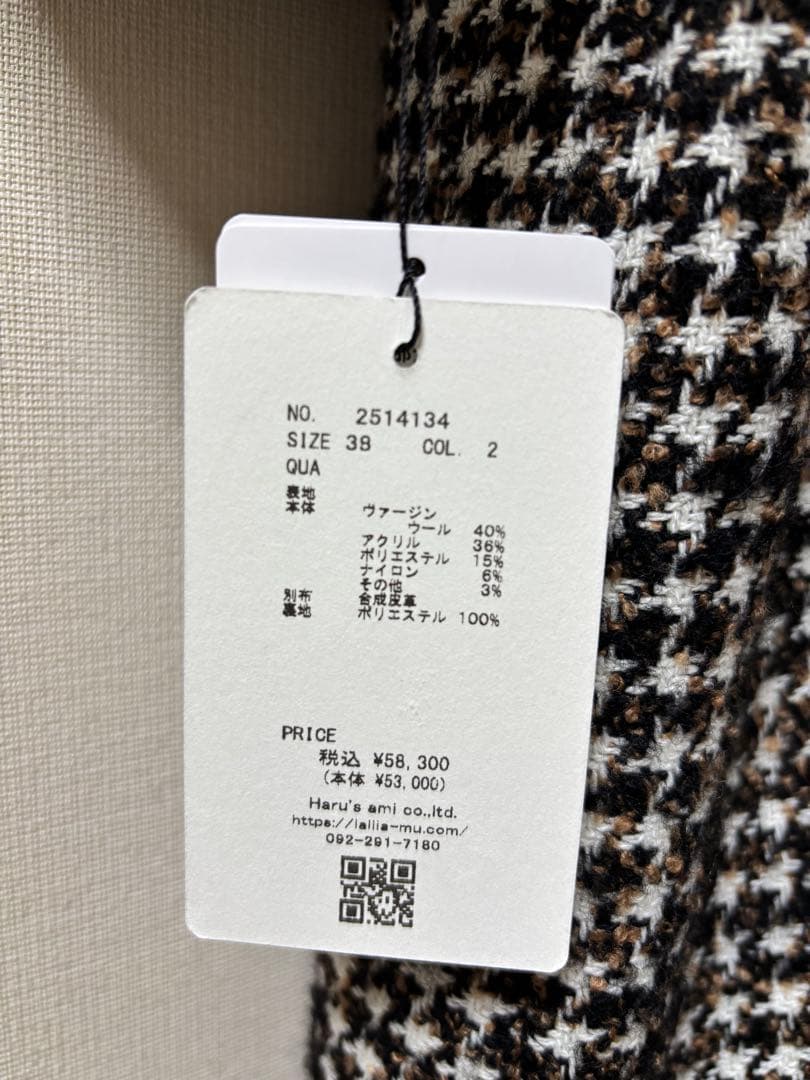 NO. 2514134
SIZE 38 COL. 2
QUA
表地
本体 ヴァージン
ウール 40%
アクリル 36%
ポリエステル 15%
ナイロン 6%
その他 3%
別布 合成皮革
裏地 ポリエステル 100%
PRICE
税込 ¥58,300
(本体 ¥53,000)
Haru's ami co.,ltd.
https://lallia-mu.com/
092-291-7180